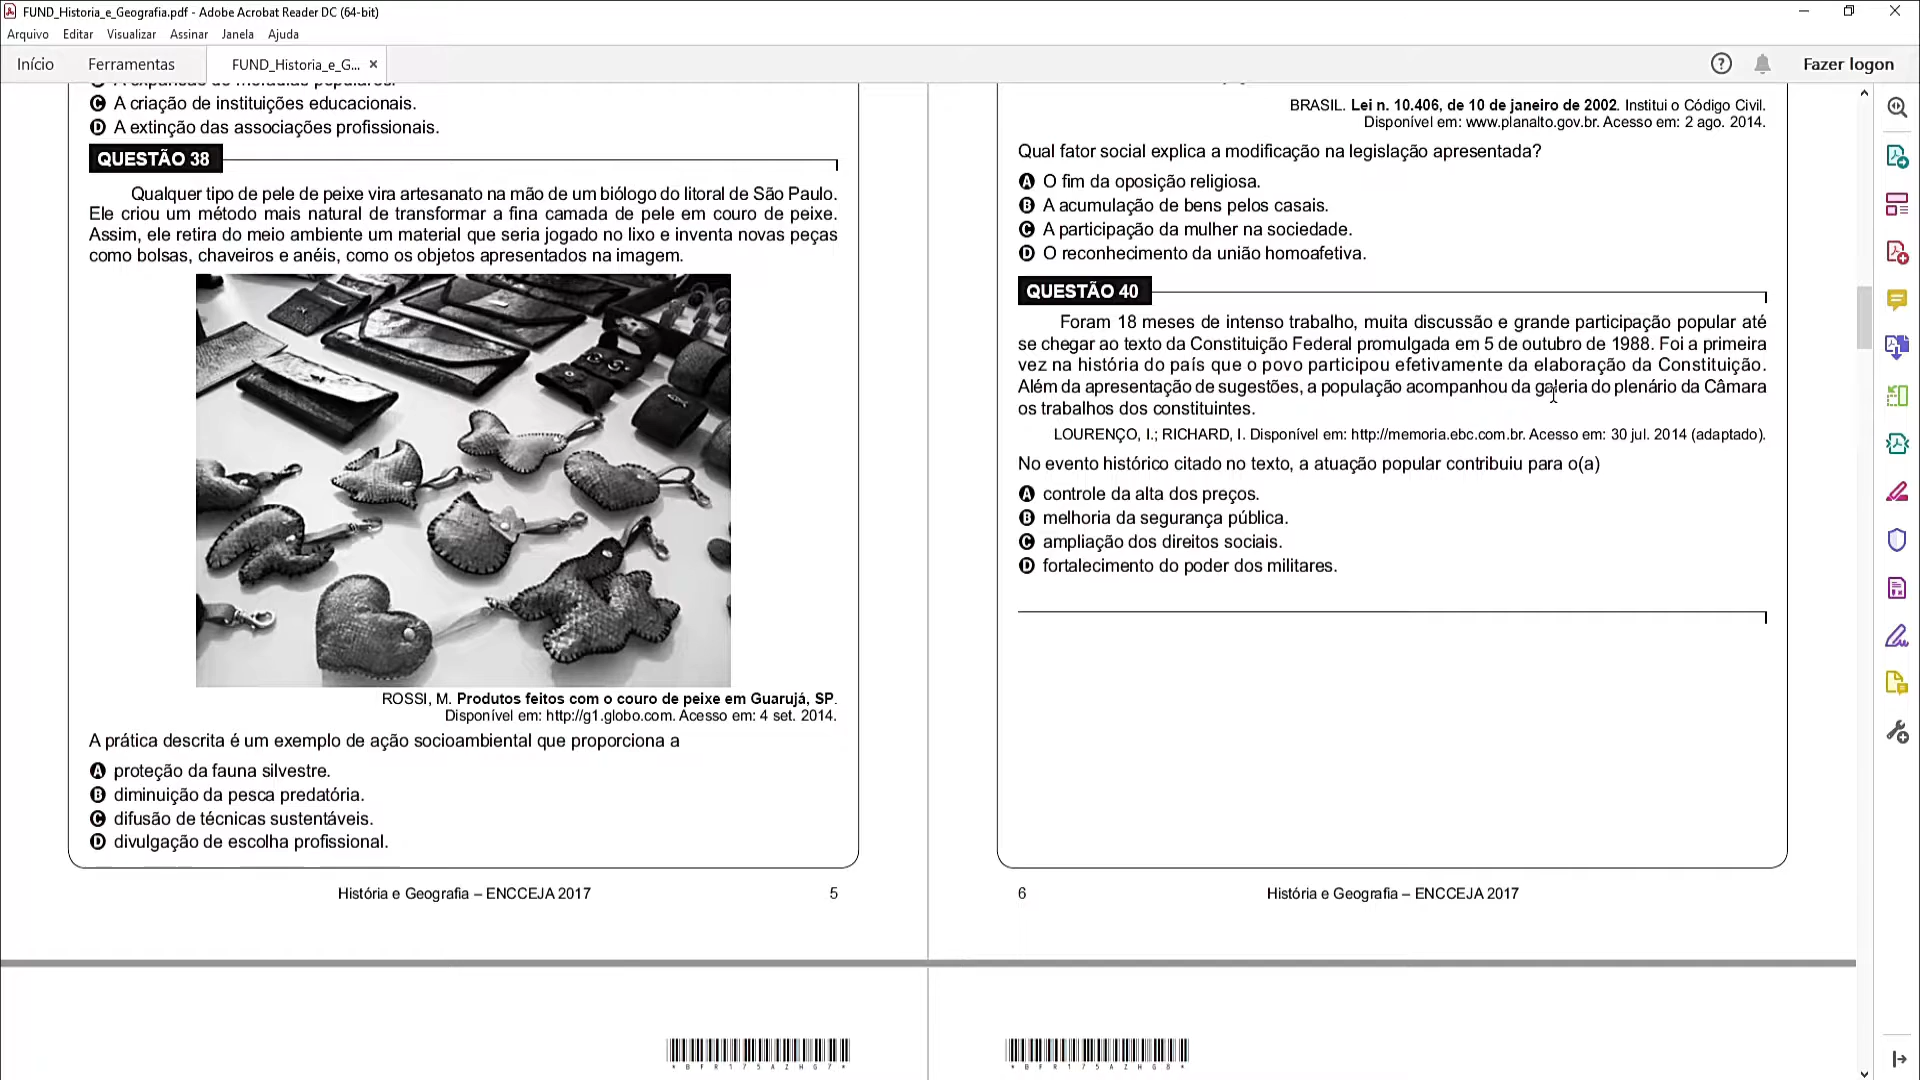 FUND_Historia_e_Geografia.pdf - Adobe Acrobat Reader DC (64-bit)
Arquivo Editar Visualizar Assinar Janela Ajuda
Início Ferramentas FUND_Historia_e_G... × Fazer logon
C A criação de instituições educacionais.
D A extinção das associações profissionais.
QUESTÃO 38
Qualquer tipo de pele de peixe vira artesanato na mão de um biólogo do litoral de São Paulo.
Ele criou um método mais natural de transformar a fina camada de pele em couro de peixe.
Assim, ele retira do meio ambiente um material que seria jogado no lixo e inventa novas peças
como bolsas, chaveiros e anéis, como os objetos apresentados na imagem.
ROSSI, M. Produtos feitos com o couro de peixe em Guarujá, SP.
Disponível em: http://g1.globo.com. Acesso em: 4 set. 2014.
A prática descrita é um exemplo de ação socioambiental que proporciona a
A proteção da fauna silvestre.
B diminuição da pesca predatória.
C difusão de técnicas sustentáveis.
D divulgação de escolha profissional.
História e Geografia – ENCCEJA 2017 5
BRASIL. Lei n. 10.406, de 10 de janeiro de 2002. Institui o Código Civil.
Disponível em: www.planalto.gov.br. Acesso em: 2 ago. 2014.
Qual fator social explica a modificação na legislação apresentada?
A O fim da oposição religiosa.
B A acumulação de bens pelos casais.
C A participação da mulher na sociedade.
D O reconhecimento da união homoafetiva.
QUESTÃO 40
Foram 18 meses de intenso trabalho, muita discussão e grande participação popular até
se chegar ao texto da Constituição Federal promulgada em 5 de outubro de 1988. Foi a primeira
vez na história do país que o povo participou efetivamente da elaboração da Constituição.
Além da apresentação de sugestões, a população acompanhou da galeria do plenário da Câmara
os trabalhos dos constituintes.
LOURENÇO, I.; RICHARD, I. Disponível em: http://memoria.ebc.com.br. Acesso em: 30 jul. 2014 (adaptado).
No evento histórico citado no texto, a atuação popular contribuiu para o(a)
A controle da alta dos preços.
B melhoria da segurança pública.
C ampliação dos direitos sociais.
D fortalecimento do poder dos militares.
6 História e Geografia – ENCCEJA 2017
*BFR175AZHG7*
*BFR175AZHG8*